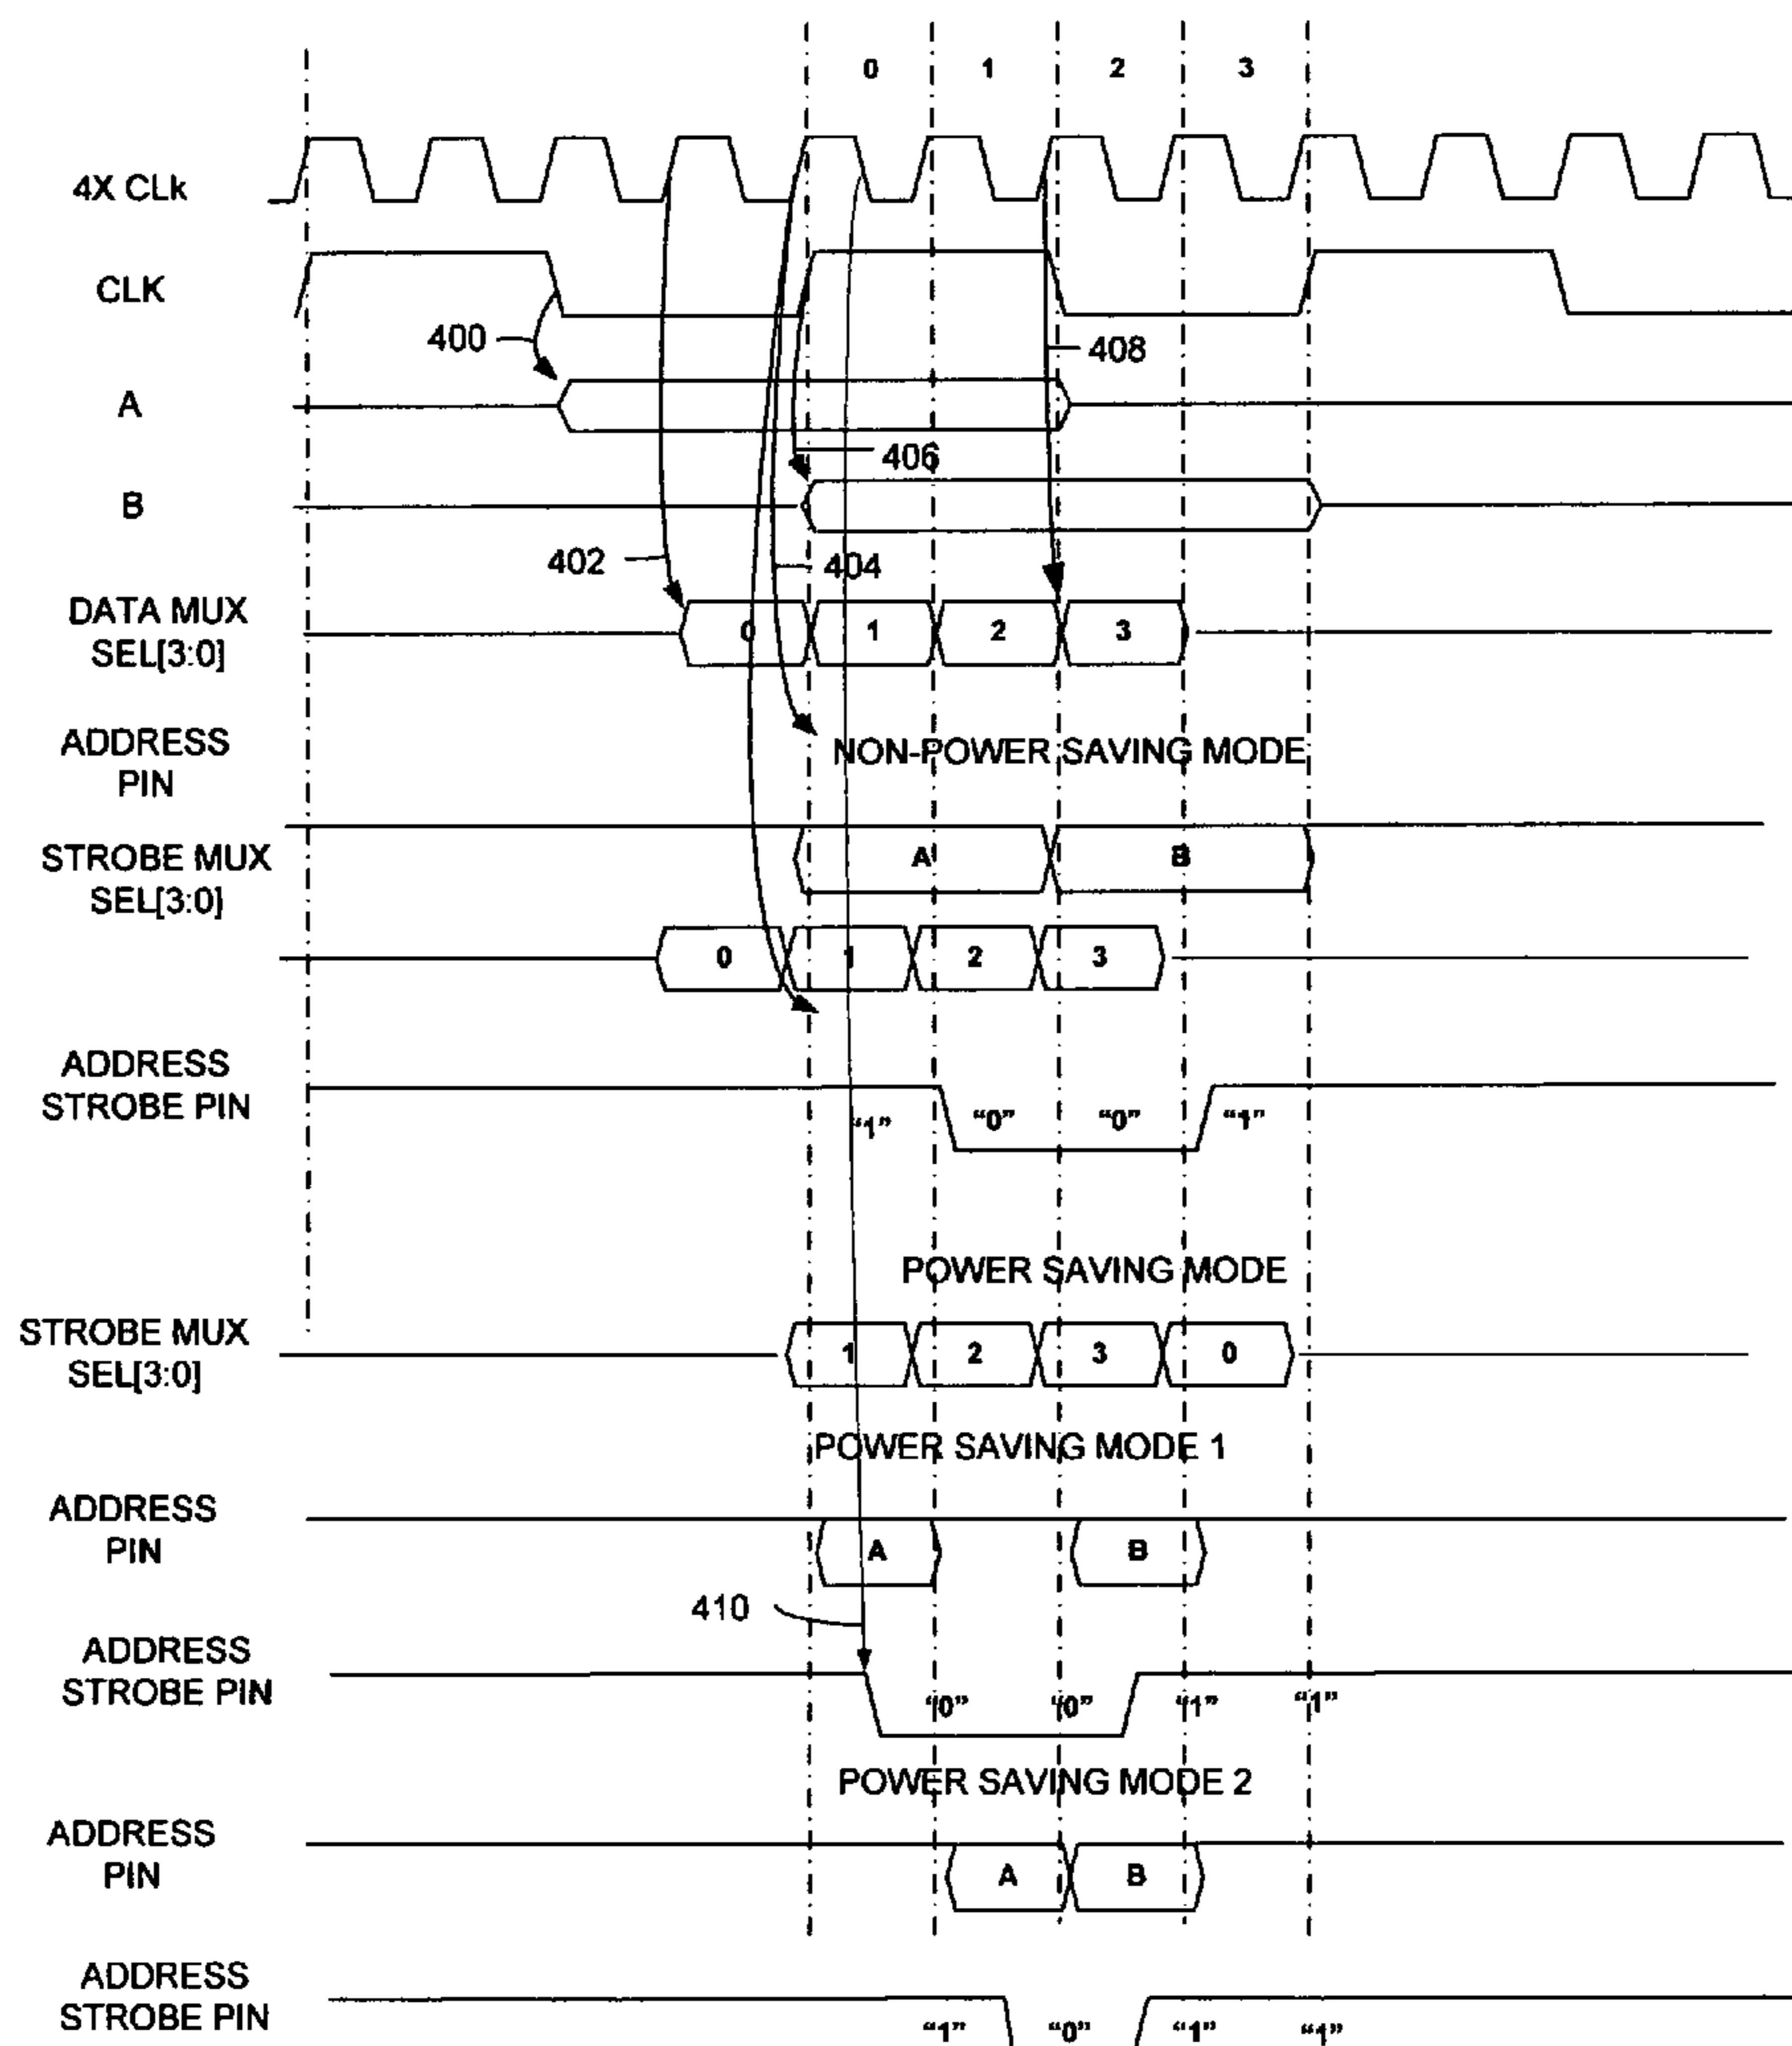 0 1 2 3
4X CLk
CLK
400
408
A
406
B
402
404
DATA MUX
SEL[3:0]
0 1 2 3
ADDRESS
PIN
NON-POWER SAVING MODE
STROBE MUX
SEL[3:0]
A B
0 1 2 3
ADDRESS
STROBE PIN
“1” “0” “0” “1”
POWER SAVING MODE
STROBE MUX
SEL[3:0]
1 2 3 0
POWER SAVING MODE 1
ADDRESS
PIN
A B
410
ADDRESS
STROBE PIN
“0” “0” “1” “1”
POWER SAVING MODE 2
ADDRESS
PIN
A B
ADDRESS
STROBE PIN
“1” “0” “1” “1”